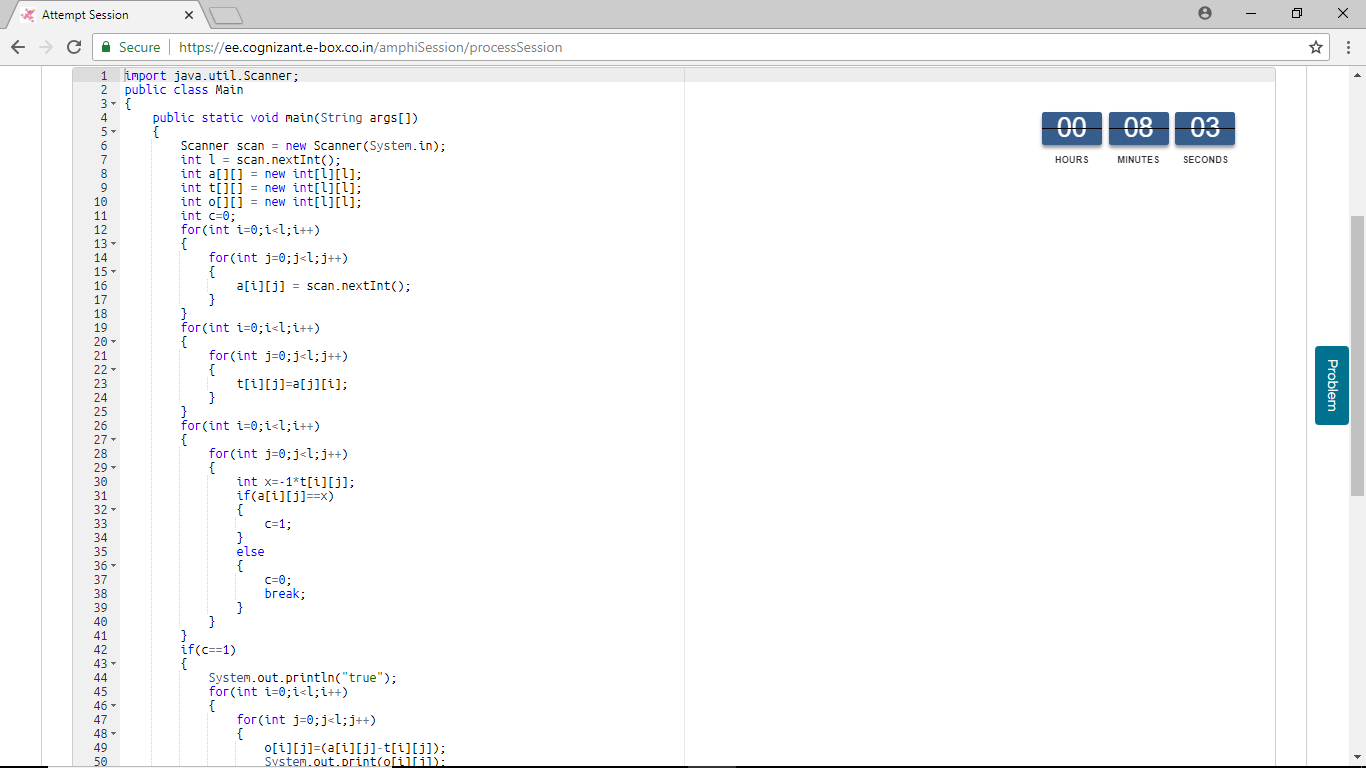 Attempt Session
Secure https://ee.cognizant.e-box.co.in/amphiSession/processSession
1 import java.util.Scanner;
2 public class Main
3 {
4 public static void main(String args[])
5 {
6 Scanner scan = new Scanner(System.in);
7 int l = scan.nextInt();
8 int a[][] = new int[l][l];
9 int t[][] = new int[l][l];
10 int o[][] = new int[l][l];
11 int c=0;
12 for(int i=0;i<l;i++)
13 {
14 for(int j=0;j<l;j++)
15 {
16 a[i][j] = scan.nextInt();
17 }
18 }
19 for(int i=0;i<l;i++)
20 {
21 for(int j=0;j<l;j++)
22 {
23 t[i][j]=a[j][i];
24 }
25 }
26 for(int i=0;i<l;i++)
27 {
28 for(int j=0;j<l;j++)
29 {
30 int x=-1*t[i][j];
31 if(a[i][j]==x)
32 {
33 c=1;
34 }
35 else
36 {
37 c=0;
38 break;
39 }
40 }
41 }
42 if(c==1)
43 {
44 System.out.println("true");
45 for(int i=0;i<l;i++)
46 {
47 for(int j=0;j<l;j++)
48 {
49 o[i][j]=(a[i][j]-t[i][j]);
50 System.out.print(o[i][j]);
00 08 03
HOURS MINUTES SECONDS
Problem